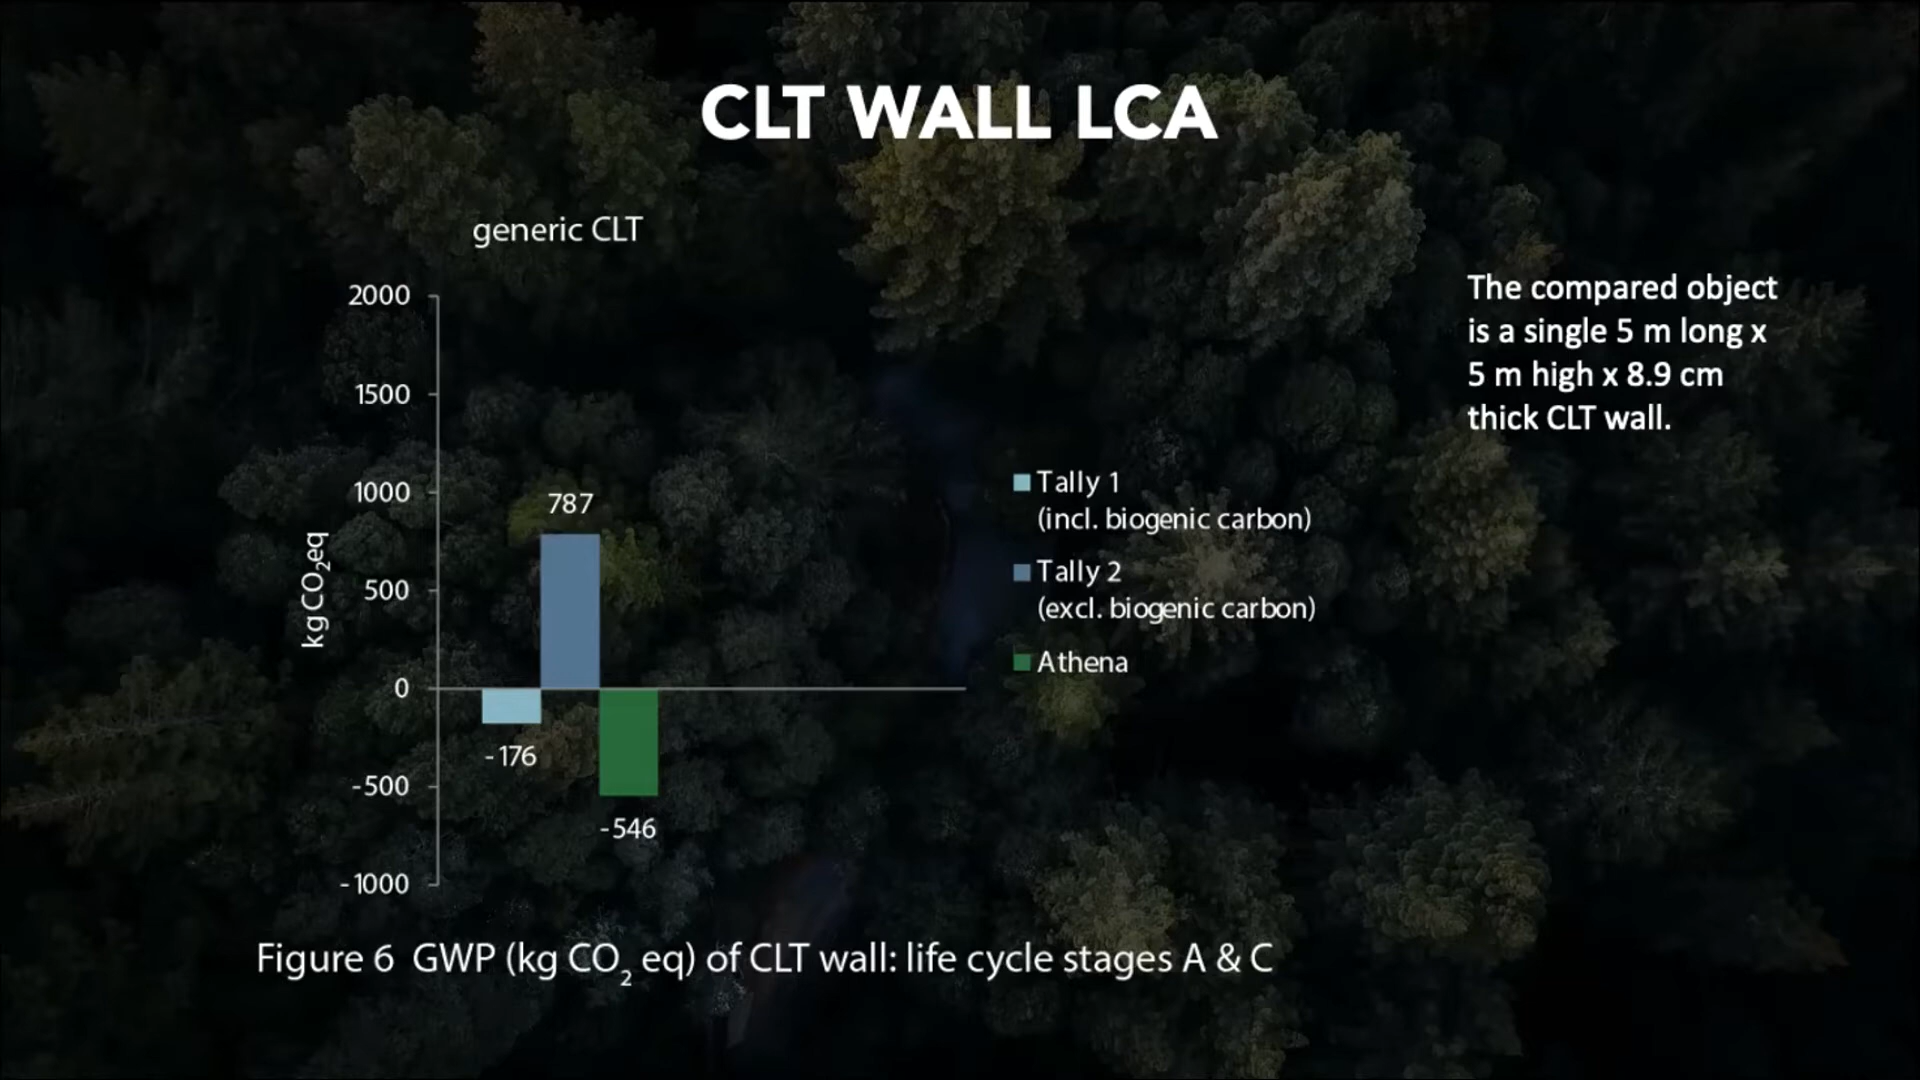 CLT WALL LCA
generic CLT
The compared object
is a single 5 m long x
5 m high x 8.9 cm
thick CLT wall.
2000
1500
1000
500
0
-500
-1000
kg CO₂eq
787
-176
-546
Tally 1
(incl. biogenic carbon)
Tally 2
(excl. biogenic carbon)
Athena
Figure 6 GWP (kg CO₂ eq) of CLT wall: life cycle stages A & C